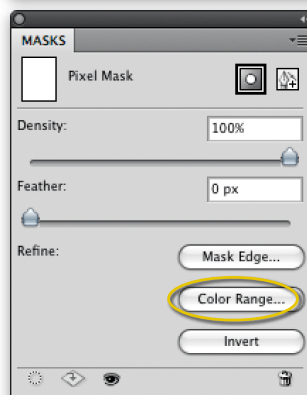 MASKS
Pixel Mask
Density:
100%
Feather:
0 px
Refine:
Mask Edge...
Color Range...
Invert